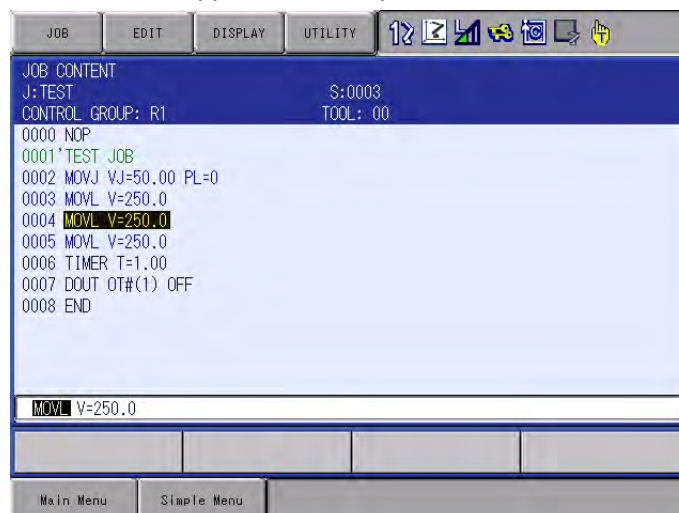 JOB EDIT DISPLAY UTILITY
JOB CONTENT
J:TEST S:0003
CONTROL GROUP: R1 TOOL: 00
0000 NOP
0001'TEST JOB
0002 MOVJ VJ=50.00 PL=0
0003 MOVL V=250.0
0004 MOVL V=250.0
0005 MOVL V=250.0
0006 TIMER T=1.00
0007 DOUT OT#(1) OFF
0008 END
MOVL V=250.0
Main Menu Simple Menu